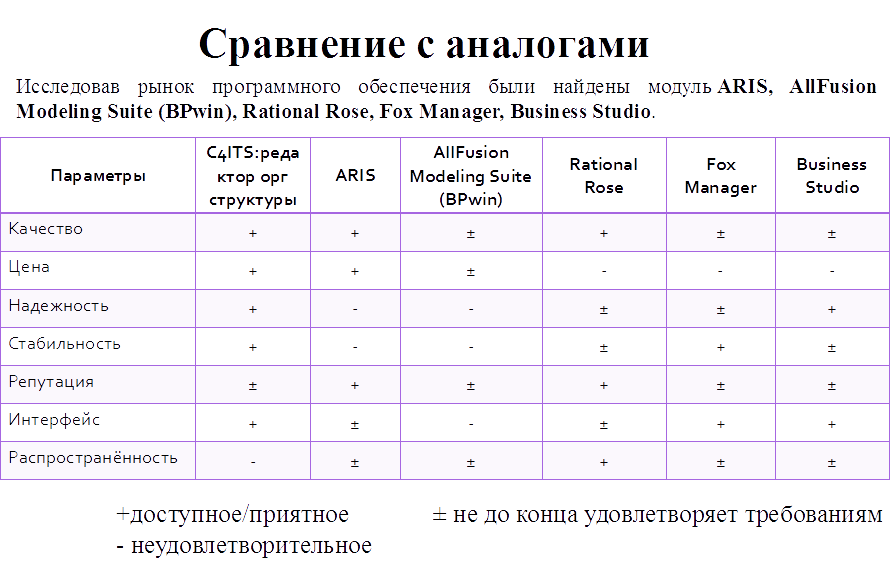 Сравнение с аналогами
Исследовав рынок программного обеспечения были найдены модуль ARIS, AllFusion
Modeling Suite (BPwin), Rational Rose, Fox Manager, Business Studio.
Параметры
C4ITS:реда
ктор орг
структуры
ARIS
AllFusion
Modeling Suite
(BPwin)
Rational
Rose
Fox
Manager
Business
Studio
Качество + + ± + ± ±
Цена + + ± - - -
Надежность + - - ± ± +
Стабильность + - - ± + ±
Репутация ± + ± + ± ±
Интерфейс + ± - ± + +
Распространённость - ± ± + ± ±
+доступное/приятное ± не до конца удовлетворяет требованиям
- неудовлетворительное